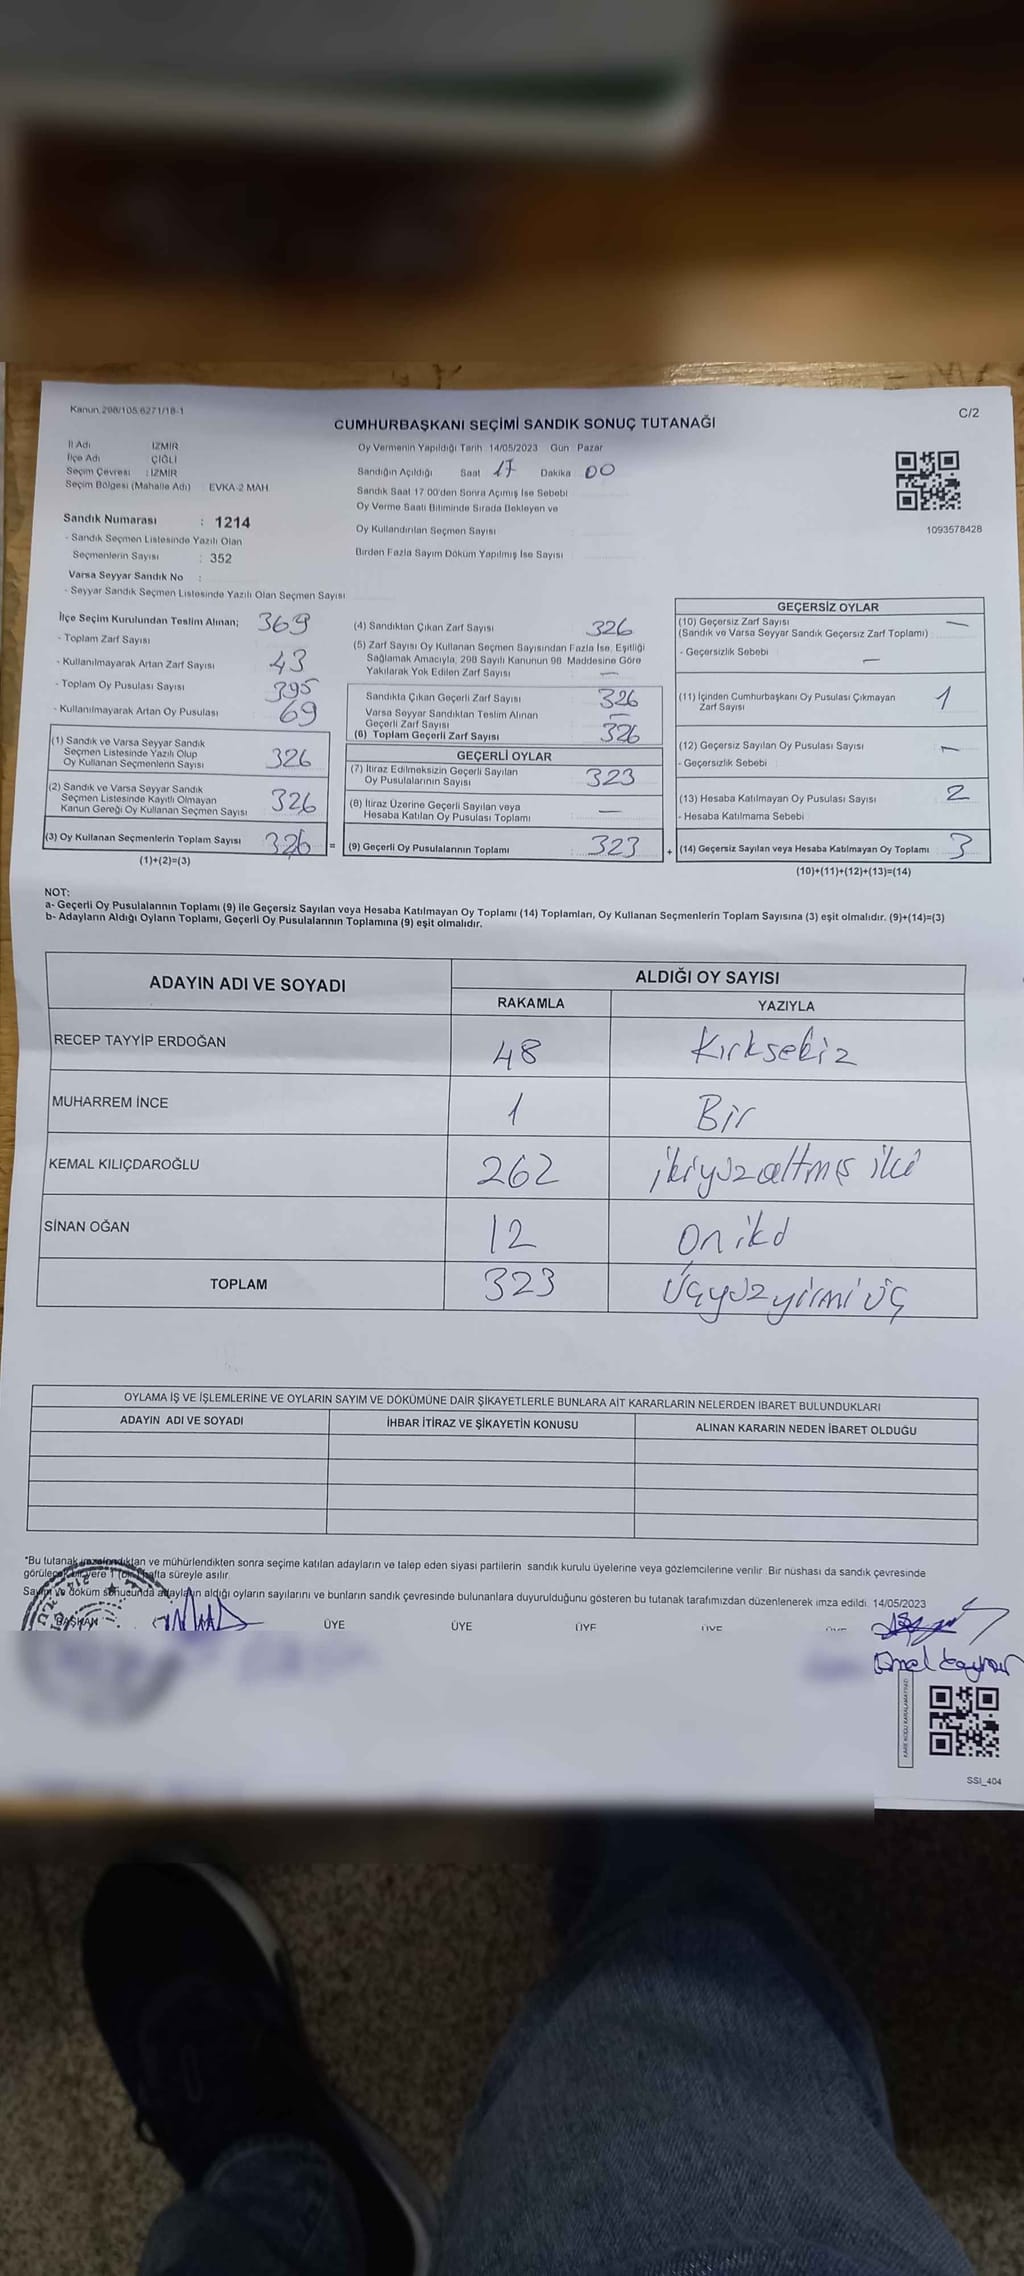 Kanun 298/105 6271/18-1
C/2
CUMHURBAŞKANI SEÇİMİ SANDIK SONUÇ TUTANAĞI
İl Adı İZMİR
İlçe Adı ÇİĞLİ
Seçim Çevresi : İZMİR
Seçim Bölgesi (Mahalle Adı) EVKA-2 MAH.
Oy Vermenin Yapıldığı Tarih 14/05/2023 Gün Pazar
Sandığın Açıldığı Saat 17 Dakika 00
Sandık Saat 17 00'den Sonra Açımış İse Sebebi
Oy Verme Saati Bitiminde Sırada Bekleyen ve
Oy Kullandırılan Seçmen Sayısı
Birden Fazla Sayım Döküm Yapılmış İse Sayısı
1093578428
Sandık Numarası : 1214
- Sandık Seçmen Listesinde Yazılı Olan
Seçmenlerin Sayısı : 352
Varsa Seyyar Sandık No :
- Seyyar Sandık Seçmen Listesinde Yazılı Olan Seçmen Sayısı
İlçe Seçim Kurulundan Teslim Alınan; 369
- Toplam Zarf Sayısı
- Kullanılmayarak Artan Zarf Sayısı 43
- Toplam Oy Pusulası Sayısı 395
- Kullanılmayarak Artan Oy Pusulası 69
(1) Sandık ve Varsa Seyyar Sandık
Seçmen Listesinde Yazılı Olup
Oy Kullanan Seçmenlerin Sayısı 326
(2) Sandık ve Varsa Seyyar Sandık
Seçmen Listesinde Kayıtlı Olmayan
Kanun Gereği Oy Kullanan Seçmen Sayısı 326
(3) Oy Kullanan Seçmenlerin Toplam Sayısı 326 =
(1)+(2)=(3)
(4) Sandıktan Çıkan Zarf Sayısı 326
(5) Zarf Sayısı Oy Kullanan Seçmen Sayısından Fazla İse, Eşitliği
Sağlamak Amacıyla, 298 Sayılı Kanunun 98 Maddesine Göre
Yakılarak Yok Edilen Zarf Sayısı —
Sandıkta Çıkan Geçerli Zarf Sayısı 326
Varsa Seyyar Sandıktan Teslim Alınan
Geçerli Zarf Sayısı —
(6) Toplam Geçerli Zarf Sayısı 326
GEÇERLİ OYLAR
(7) İtiraz Edilmeksizin Geçerli Sayılan
Oy Pusulalarının Sayısı 323
(8) İtiraz Üzerine Geçerli Sayılan veya
Hesaba Katılan Oy Pusulası Toplamı —
(9) Geçerli Oy Pusulalarının Toplamı : 323 +
GEÇERSİZ OYLAR
(10) Geçersiz Zarf Sayısı —
(Sandık ve Varsa Seyyar Sandık Geçersiz Zarf Toplamı)
- Geçersizlik Sebebi —
(11) İçinden Cumhurbaşkanı Oy Pusulası Çıkmayan
Zarf Sayısı 1
(12) Geçersiz Sayılan Oy Pusulası Sayısı —
- Geçersizlik Sebebi
(13) Hesaba Katılmayan Oy Pusulası Sayısı 2
- Hesaba Katılmama Sebebi
(14) Geçersiz Sayılan veya Hesaba Katılmayan Oy Toplamı 3
(10)+(11)+(12)+(13)=(14)
NOT:
a- Geçerli Oy Pusulalarının Toplamı (9) ile Geçersiz Sayılan veya Hesaba Katılmayan Oy Toplamı (14) Toplamları, Oy Kullanan Seçmenlerin Toplam Sayısına (3) eşit olmalıdır. (9)+(14)=(3)
b- Adayların Aldığı Oyların Toplamı, Geçerli Oy Pusulalarının Toplamına (9) eşit olmalıdır.
ADAYIN ADI VE SOYADI ALDIĞI OY SAYISI
RAKAMLA YAZIYLA
RECEP TAYYİP ERDOĞAN 48 Kırksekiz
MUHARREM İNCE 1 Bir
KEMAL KILIÇDAROĞLU 262 ikiyüzaltmış iki
SİNAN OĞAN 12 oniki
TOPLAM 323 Üçyüzyirmi üç
OYLAMA İŞ VE İŞLEMLERİNE VE OYLARIN SAYIM VE DÖKÜMÜNE DAİR ŞİKAYETLERLE BUNLARA AİT KARARLARIN NELERDEN İBARET BULUNDUKLARI
ADAYIN ADI VE SOYADI İHBAR İTİRAZ VE ŞİKAYETİN KONUSU ALINAN KARARIN NEDEN İBARET OLDUĞU
*Bu tutanak imzalandıktan ve mühürlendikten sonra seçime katılan adayların ve talep eden siyasi partilerin sandık kurulu üyelerine veya gözlemcilerine verilir. Bir nüshası da sandık çevresinde
görülecek bir yere 1 hafta süreyle asılır.
Sayım ve döküm sonucunda adayların aldığı oyların sayılarını ve bunların sandık çevresinde bulunanlara duyurulduğunu gösteren bu tutanak tarafımızdan düzenlenerek imza edildi. 14/05/2023
BAŞKAN ÜYE ÜYE ÜYE ÜYE
SSI_404